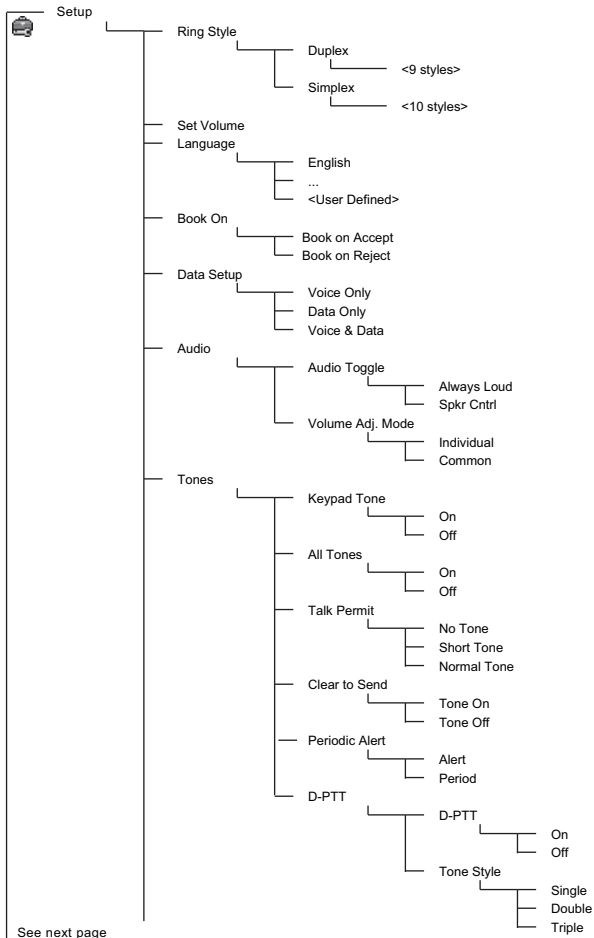 Setup
Ring Style
Duplex
<9 styles>
Simplex
<10 styles>
Set Volume
Language
English
...
<User Defined>
Book On
Book on Accept
Book on Reject
Data Setup
Voice Only
Data Only
Voice & Data
Audio
Audio Toggle
Always Loud
Spkr Cntrl
Volume Adj. Mode
Individual
Common
Tones
Keypad Tone
On
Off
All Tones
On
Off
Talk Permit
No Tone
Short Tone
Normal Tone
Clear to Send
Tone On
Tone Off
Periodic Alert
Alert
Period
D-PTT
D-PTT
On
Off
Tone Style
Single
Double
Triple
See next page